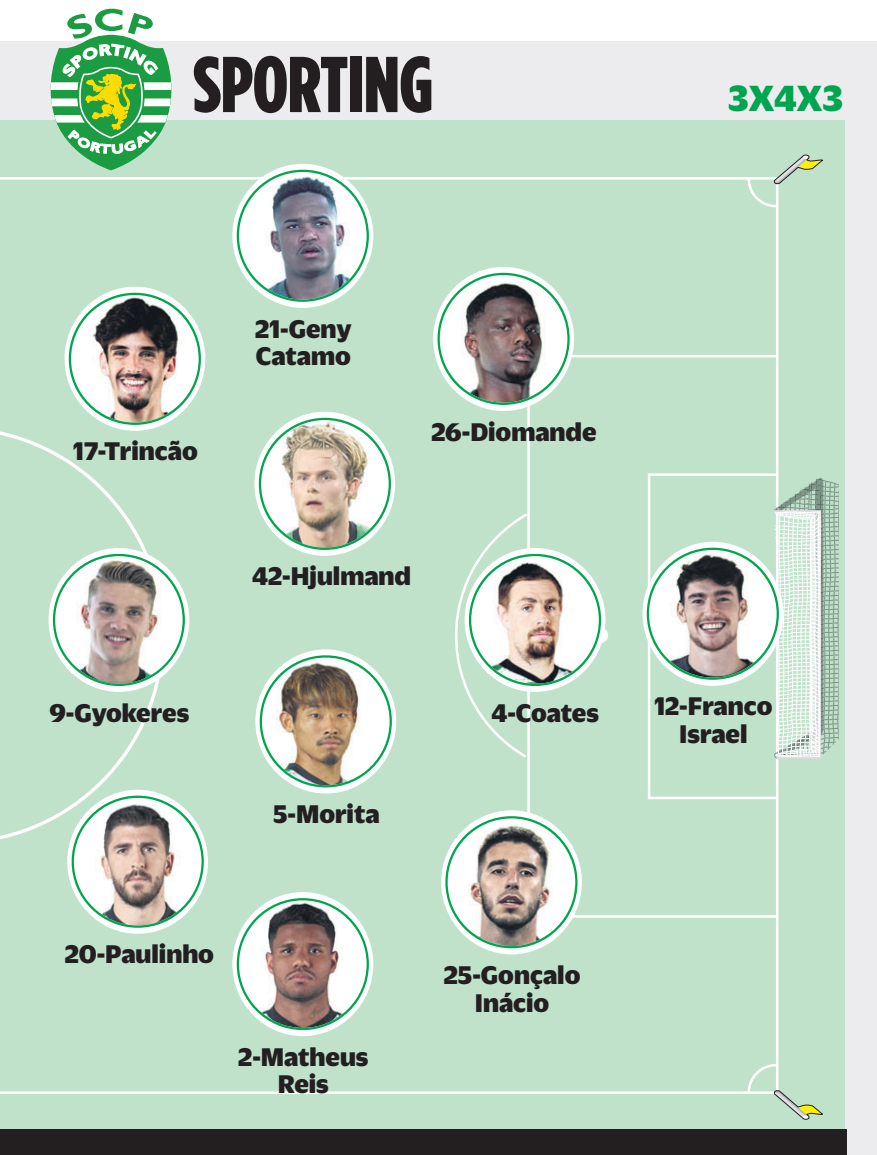 SCP
SPORTING
PORTUGAL
SPORTING
3X4X3
21-Geny
Catamo
17-Trincão
26-Diomande
42-Hjulmand
9-Gyokeres
4-Coates
12-Franco
Israel
5-Morita
20-Paulinho
25-Gonçalo
Inácio
2-Matheus
Reis